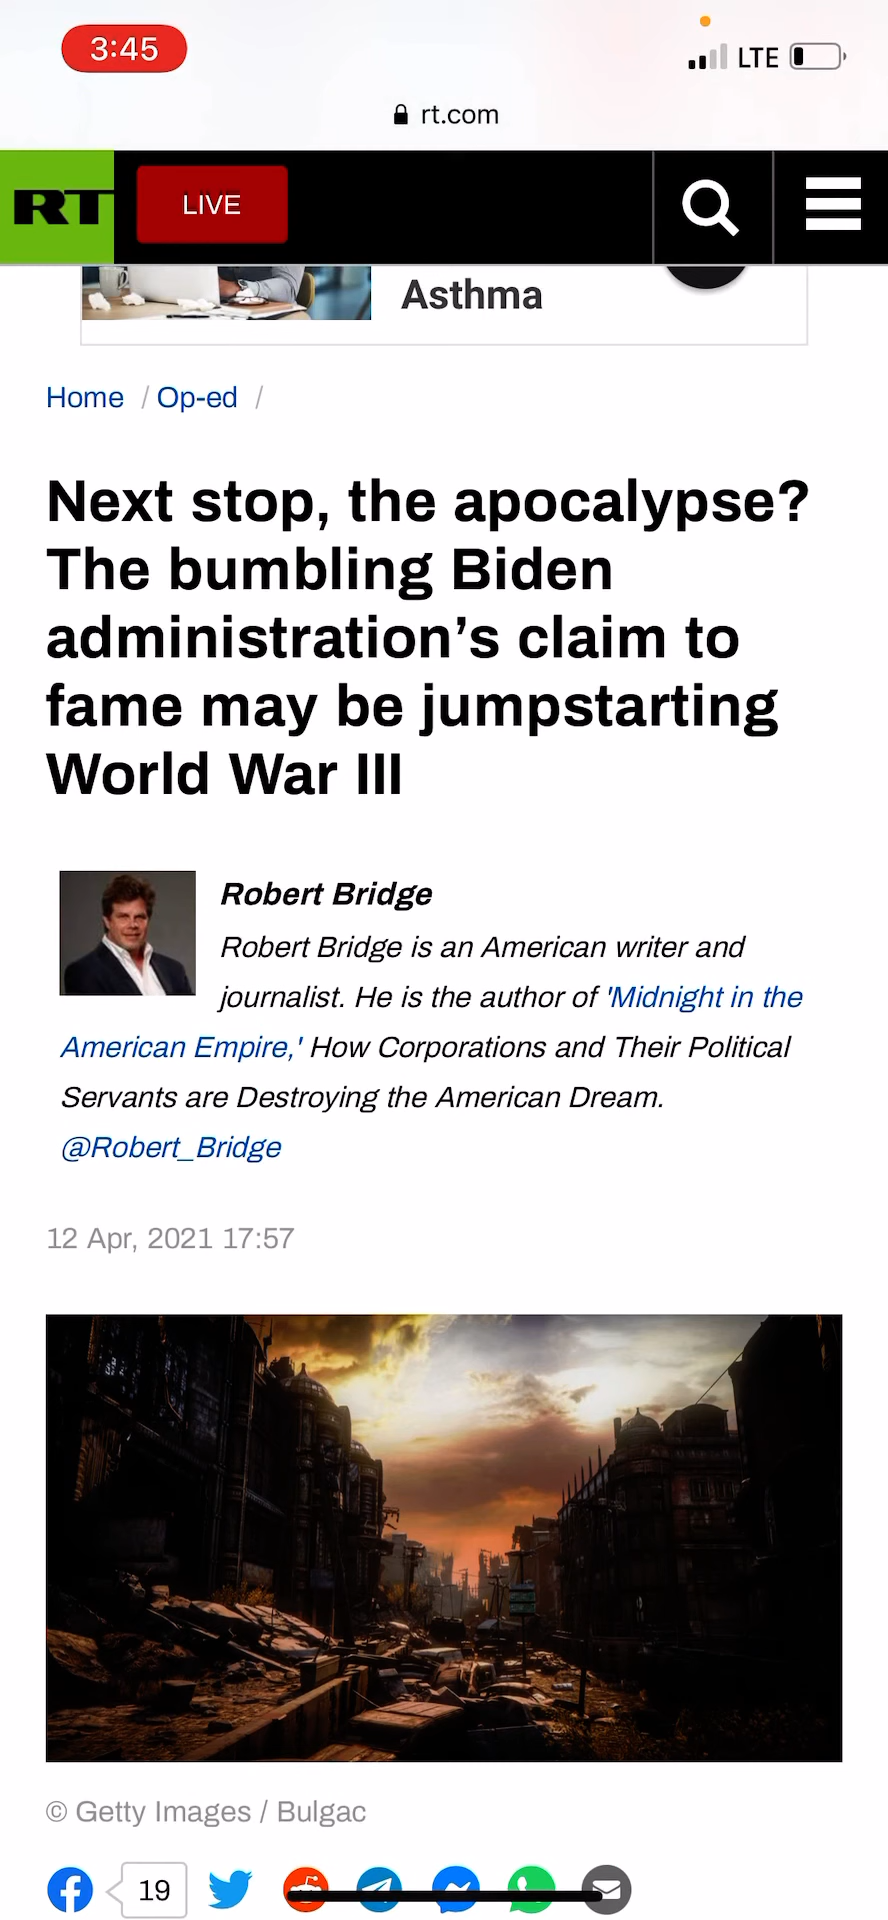 3:45
LTE
rt.com
RT
LIVE
Asthma
Home / Op-ed /
Next stop, the apocalypse?
The bumbling Biden
administration’s claim to
fame may be jumpstarting
World War III
Robert Bridge
Robert Bridge is an American writer and
journalist. He is the author of 'Midnight in the
American Empire,' How Corporations and Their Political
Servants are Destroying the American Dream.
@Robert_Bridge
12 Apr, 2021 17:57
© Getty Images / Bulgac
19